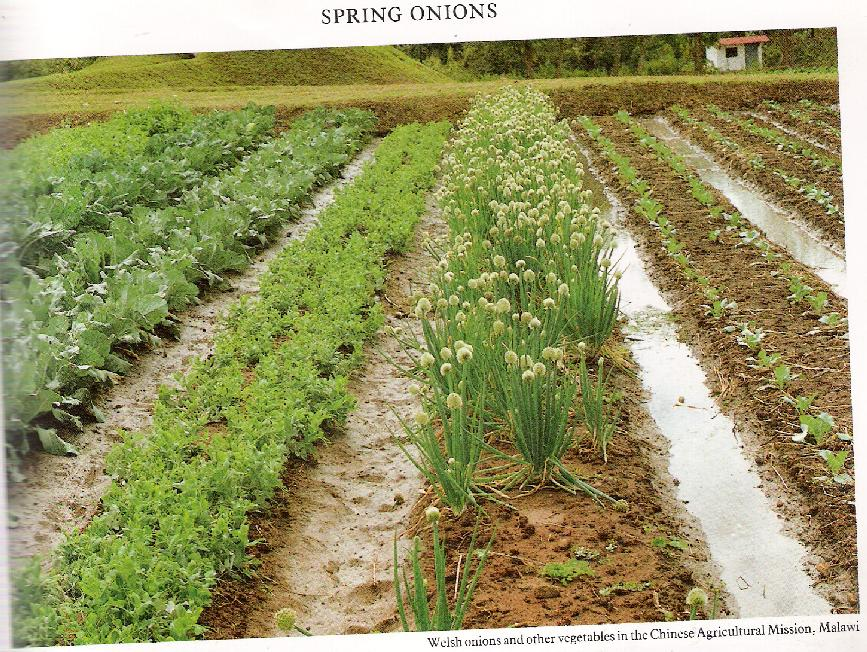 SPRING ONIONS
Welsh onions and other vegetables in the Chinese Agricultural Mission, Malawi